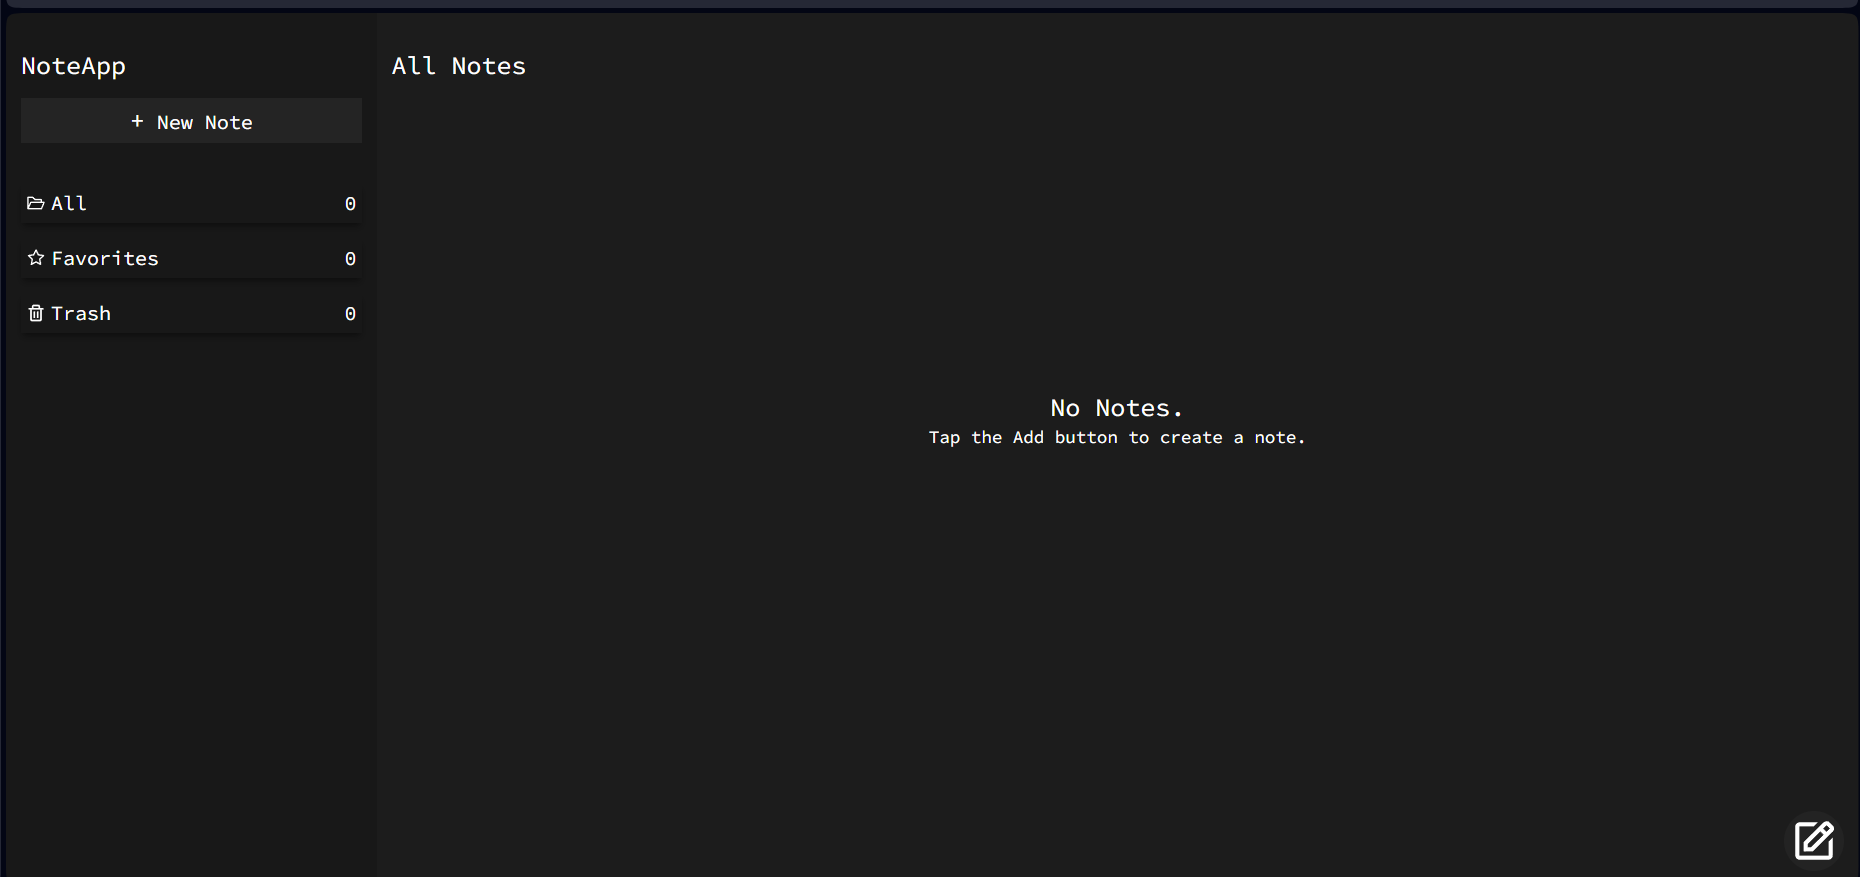 NoteApp
+ New Note
All 0
Favorites 0
Trash 0
All Notes
No Notes.
Tap the Add button to create a note.